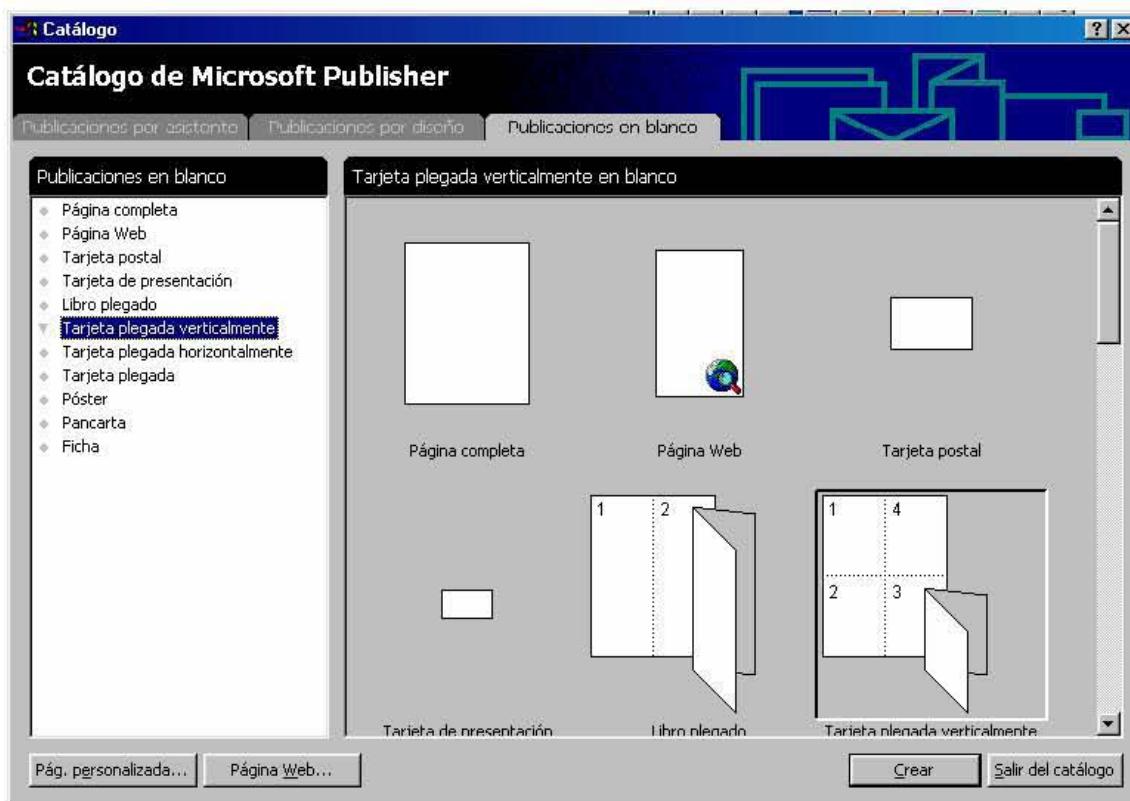 Catálogo
Catálogo de Microsoft Publisher
Publicaciones por asistente Publicaciones por diseño Publicaciones en blanco
Publicaciones en blanco
Página completa
Página Web
Tarjeta postal
Tarjeta de presentación
Libro plegado
Tarjeta plegada verticalmente
Tarjeta plegada horizontalmente
Tarjeta plegada
Póster
Pancarta
Ficha
Tarjeta plegada verticalmente en blanco
Página completa Página Web Tarjeta postal
1 2 1 4
2 3
Tarjeta de presentación Libro plegado Tarjeta plegada verticalmente
Pág. personalizada... Página Web... Crear Salir del catálogo